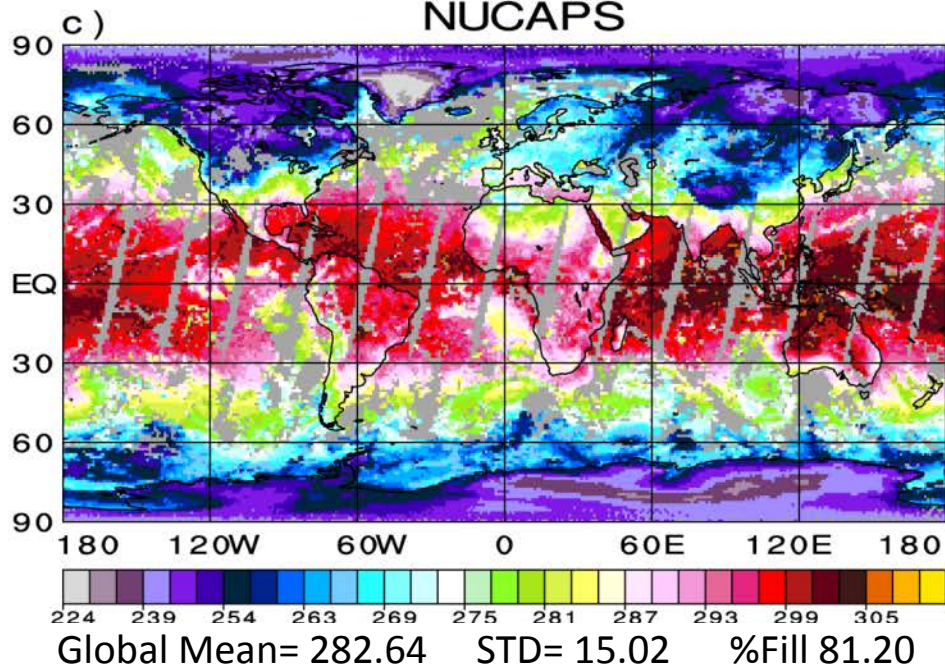 c)
NUCAPS
90
60
30
EQ
30
60
90
180 120W 60W 0 60E 120E 180
224 239 254 263 269 275 281 287 293 299 305
Global Mean= 282.64 STD= 15.02 %Fill 81.20